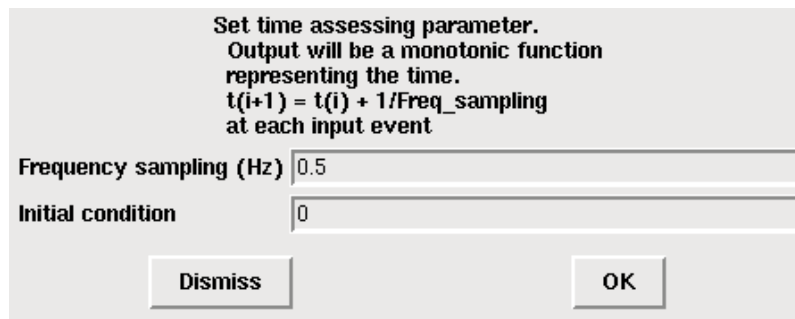 Set time assessing parameter.
Output will be a monotonic function
representing the time.
t(i+1) = t(i) + 1/Freq_sampling
at each input event
Frequency sampling (Hz) 0.5
Initial condition 0
Dismiss OK